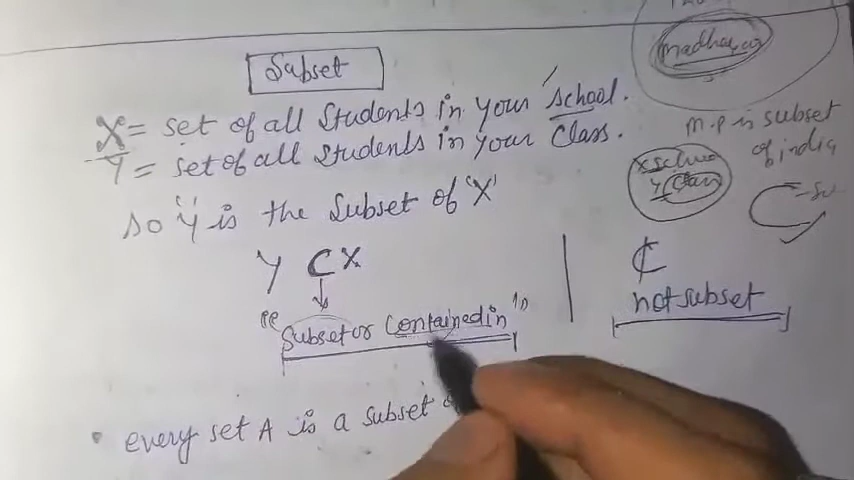 Subset
X = set of all students in your 'school.
Y = set of all students in your Class.
so 'Y' is the Subset of 'X'
Y ⊂ X
Subset or Contained in
• every set A is a subset
madhav
M.P is subset
of india
X school
Y class
⊄
not subset